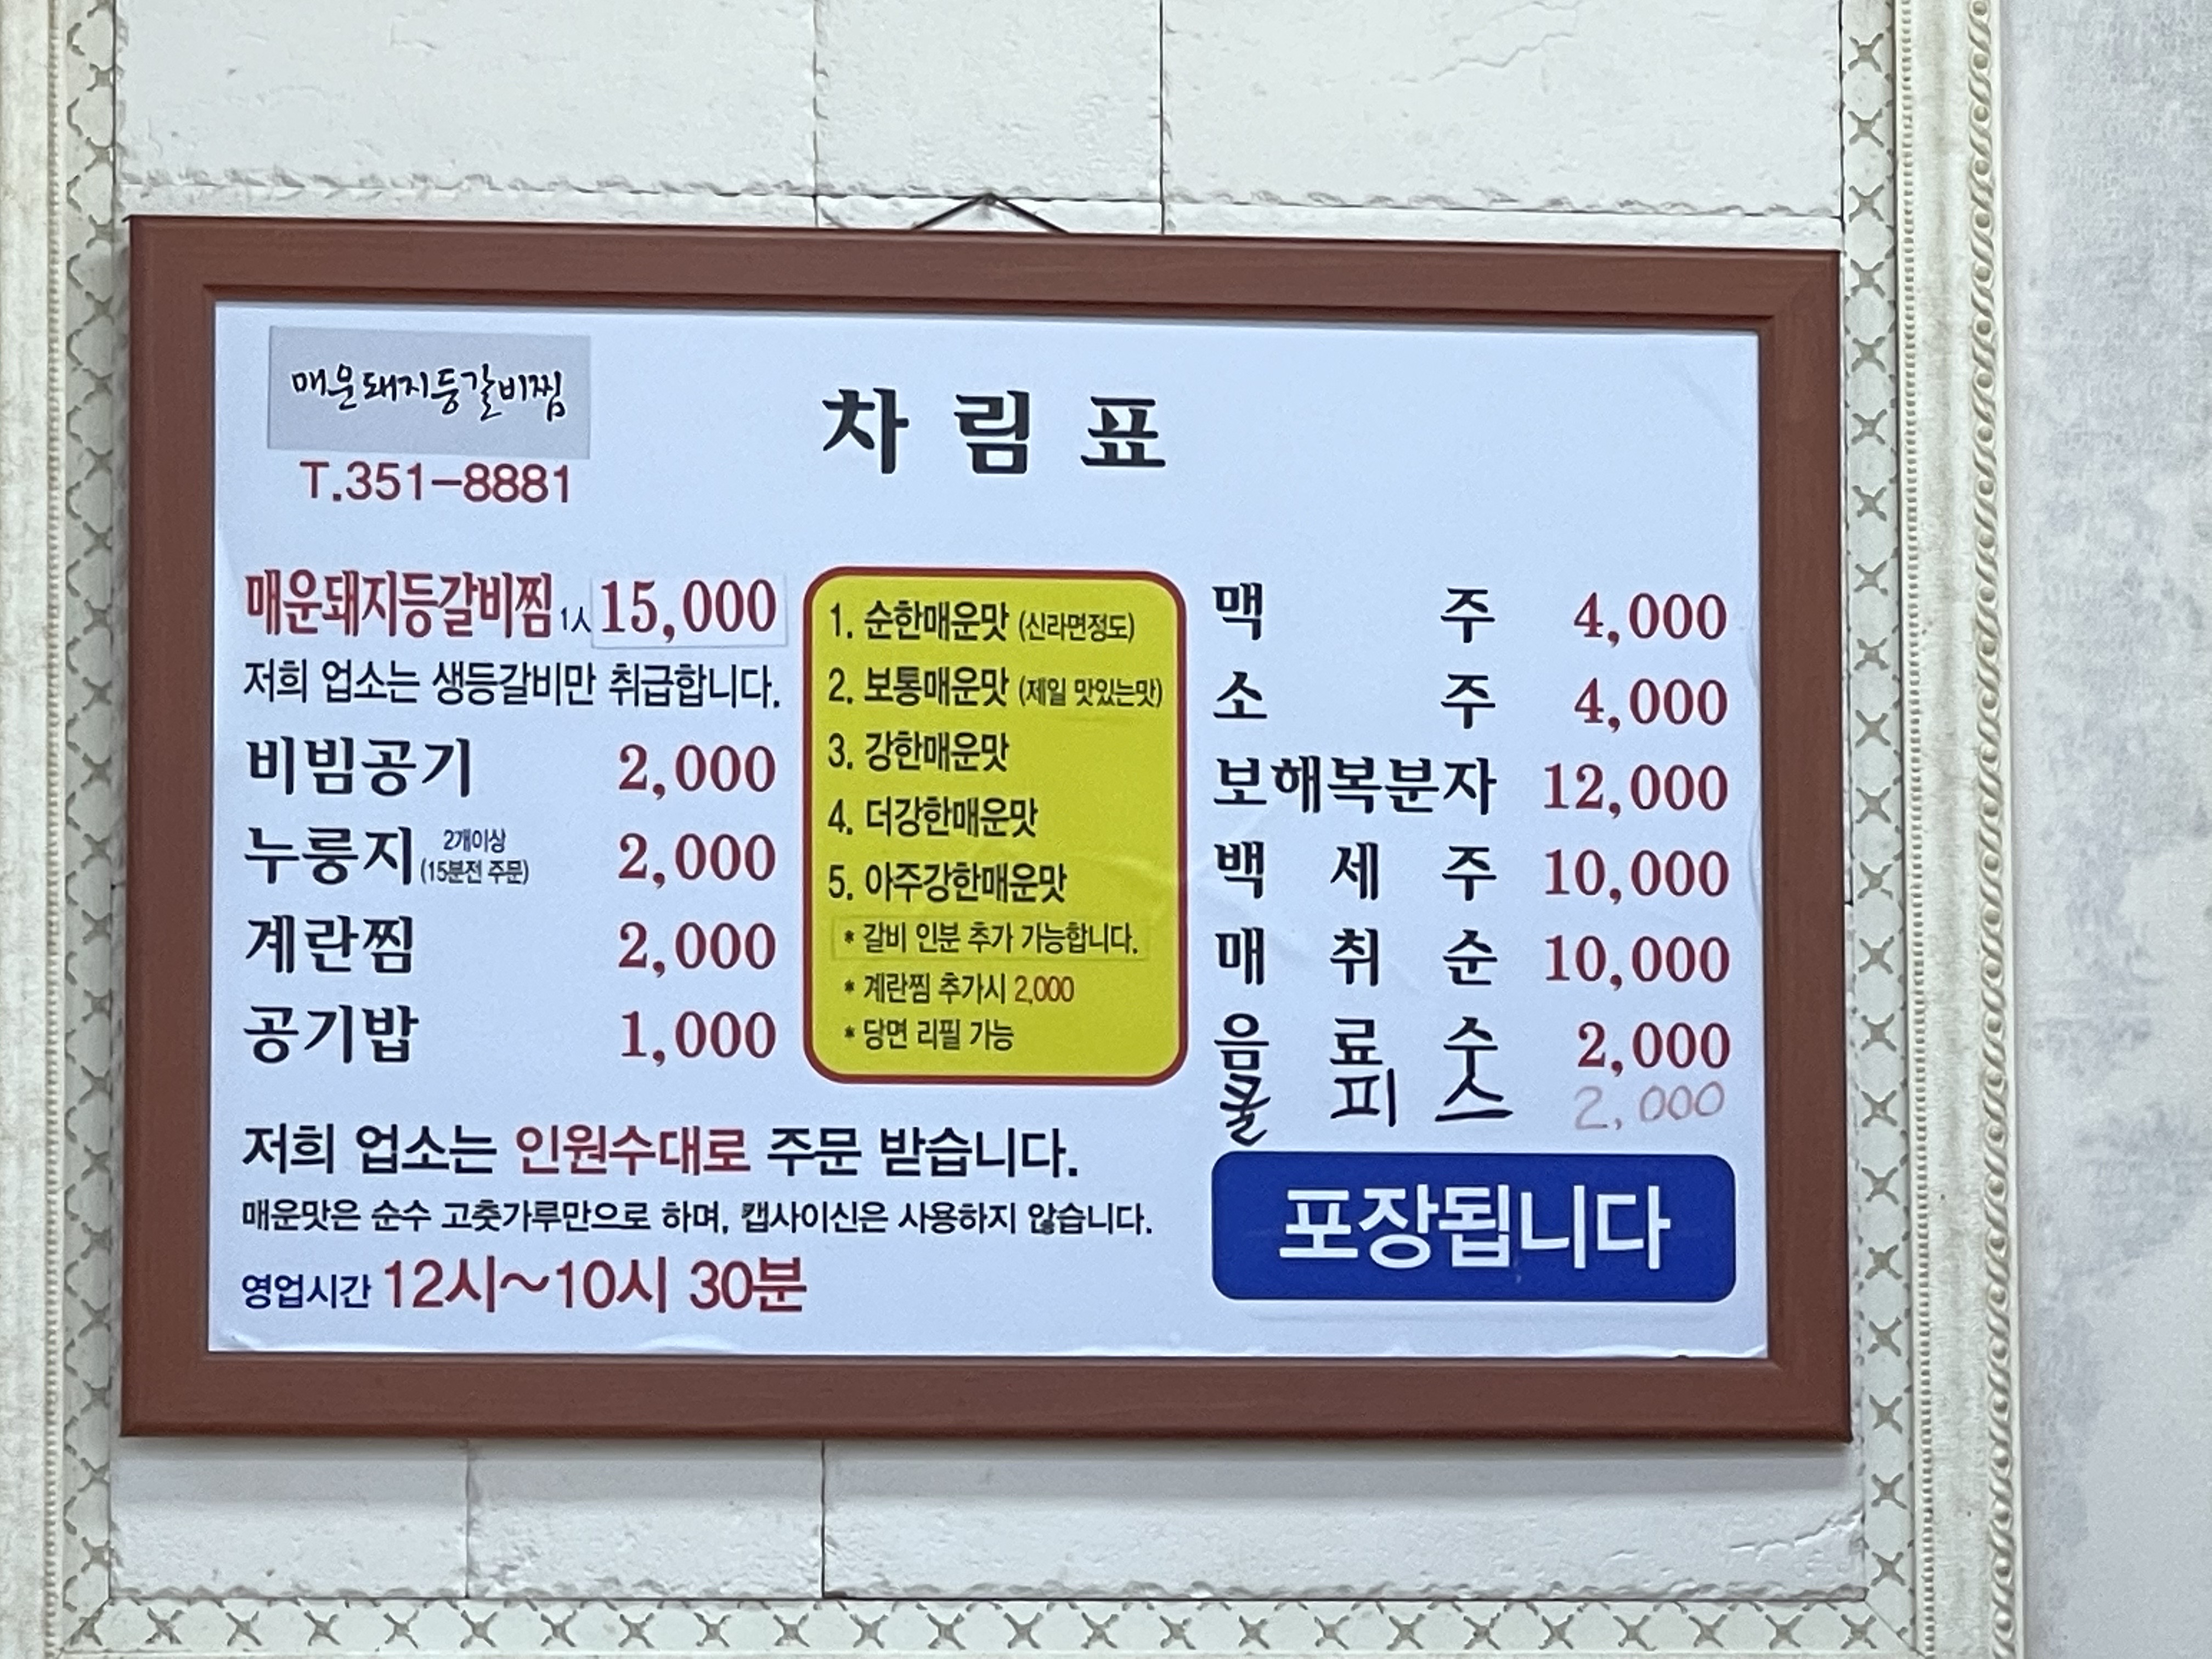 매운돼지등갈비찜
T.351-8881
차림표
매운돼지등갈비찜 1人 15,000
저희 업소는 생등갈비만 취급합니다.
비빔공기 2,000
누룽지 2개이상 (15분전 주문) 2,000
계란찜 2,000
공기밥 1,000
1. 순한매운맛 (신라면정도)
2. 보통매운맛 (제일 맛있는맛)
3. 강한매운맛
4. 더강한매운맛
5. 아주강한매운맛
* 갈비 인분 추가 가능합니다.
* 계란찜 추가시 2,000
* 당면 리필 가능
맥주 4,000
소주 4,000
보해복분자 12,000
백세주 10,000
매취순 10,000
음료수 2,000
쿨피스 2,000
저희 업소는 인원수대로 주문 받습니다.
매운맛은 순수 고춧가루만으로 하며, 캡사이신은 사용하지 않습니다.
영업시간 12시~10시 30분
포장됩니다